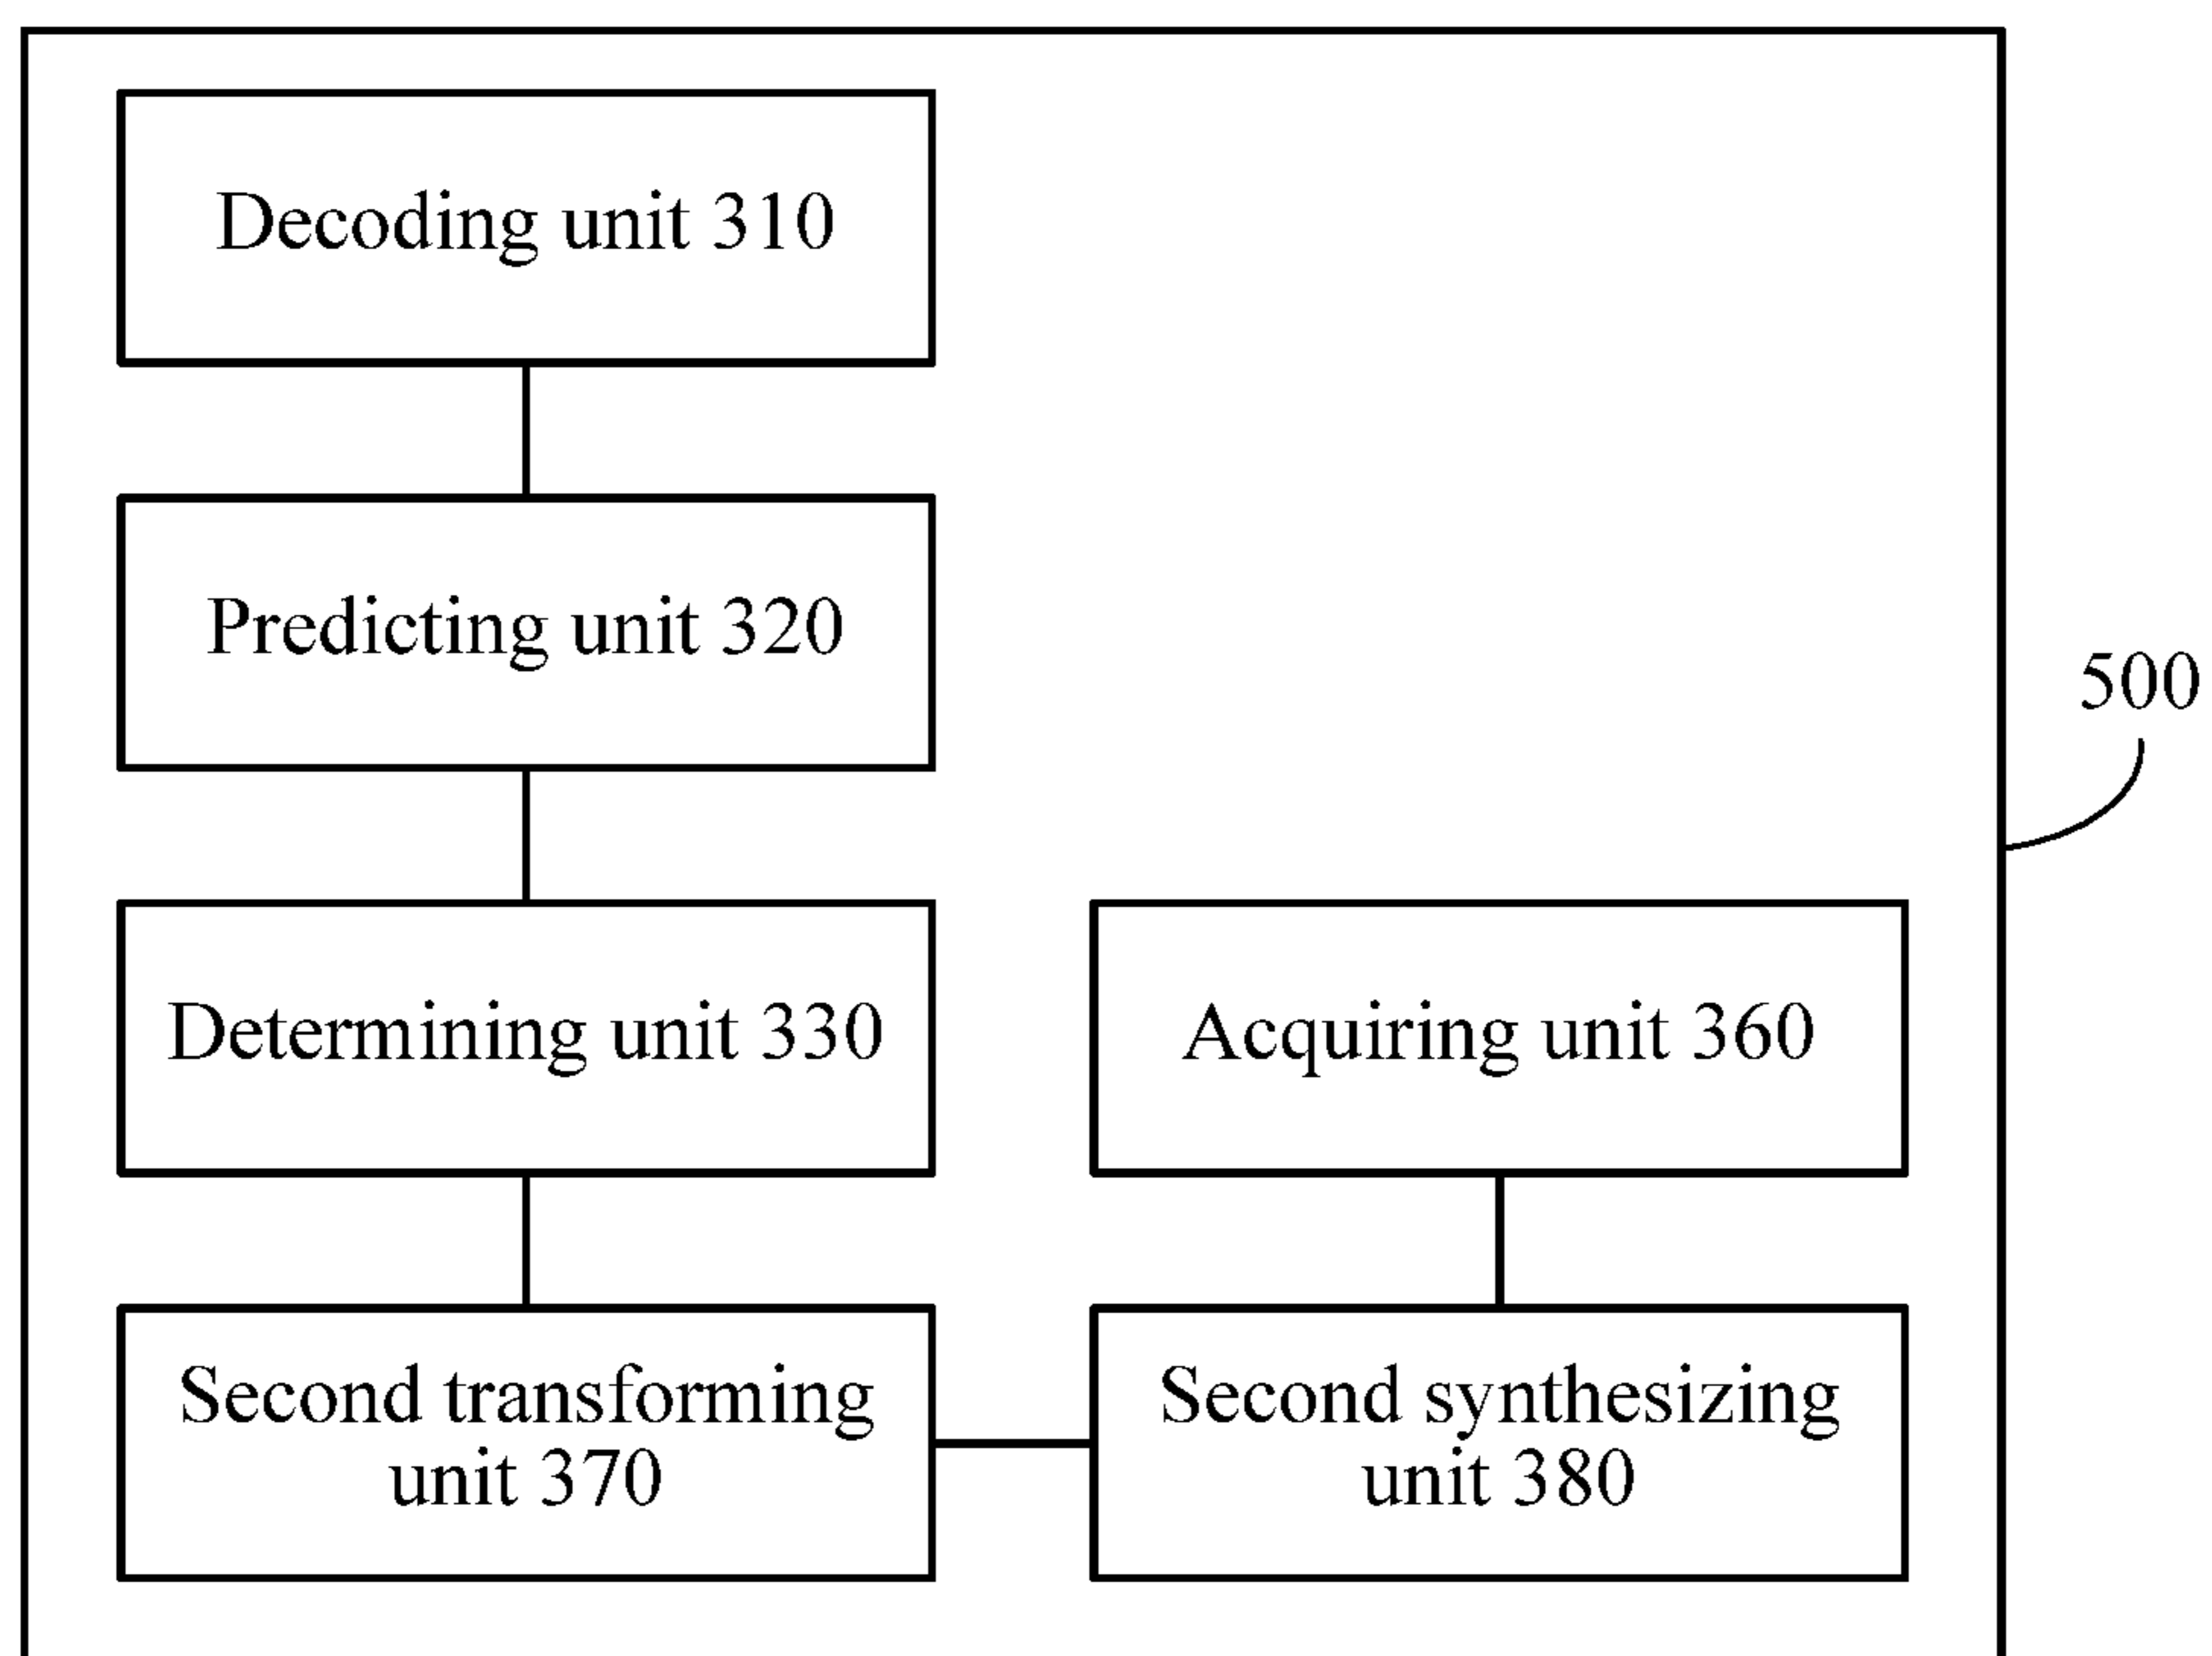 Decoding unit 310
Predicting unit 320
500
Determining unit 330
Acquiring unit 360
Second transforming
unit 370
Second synthesizing
unit 380